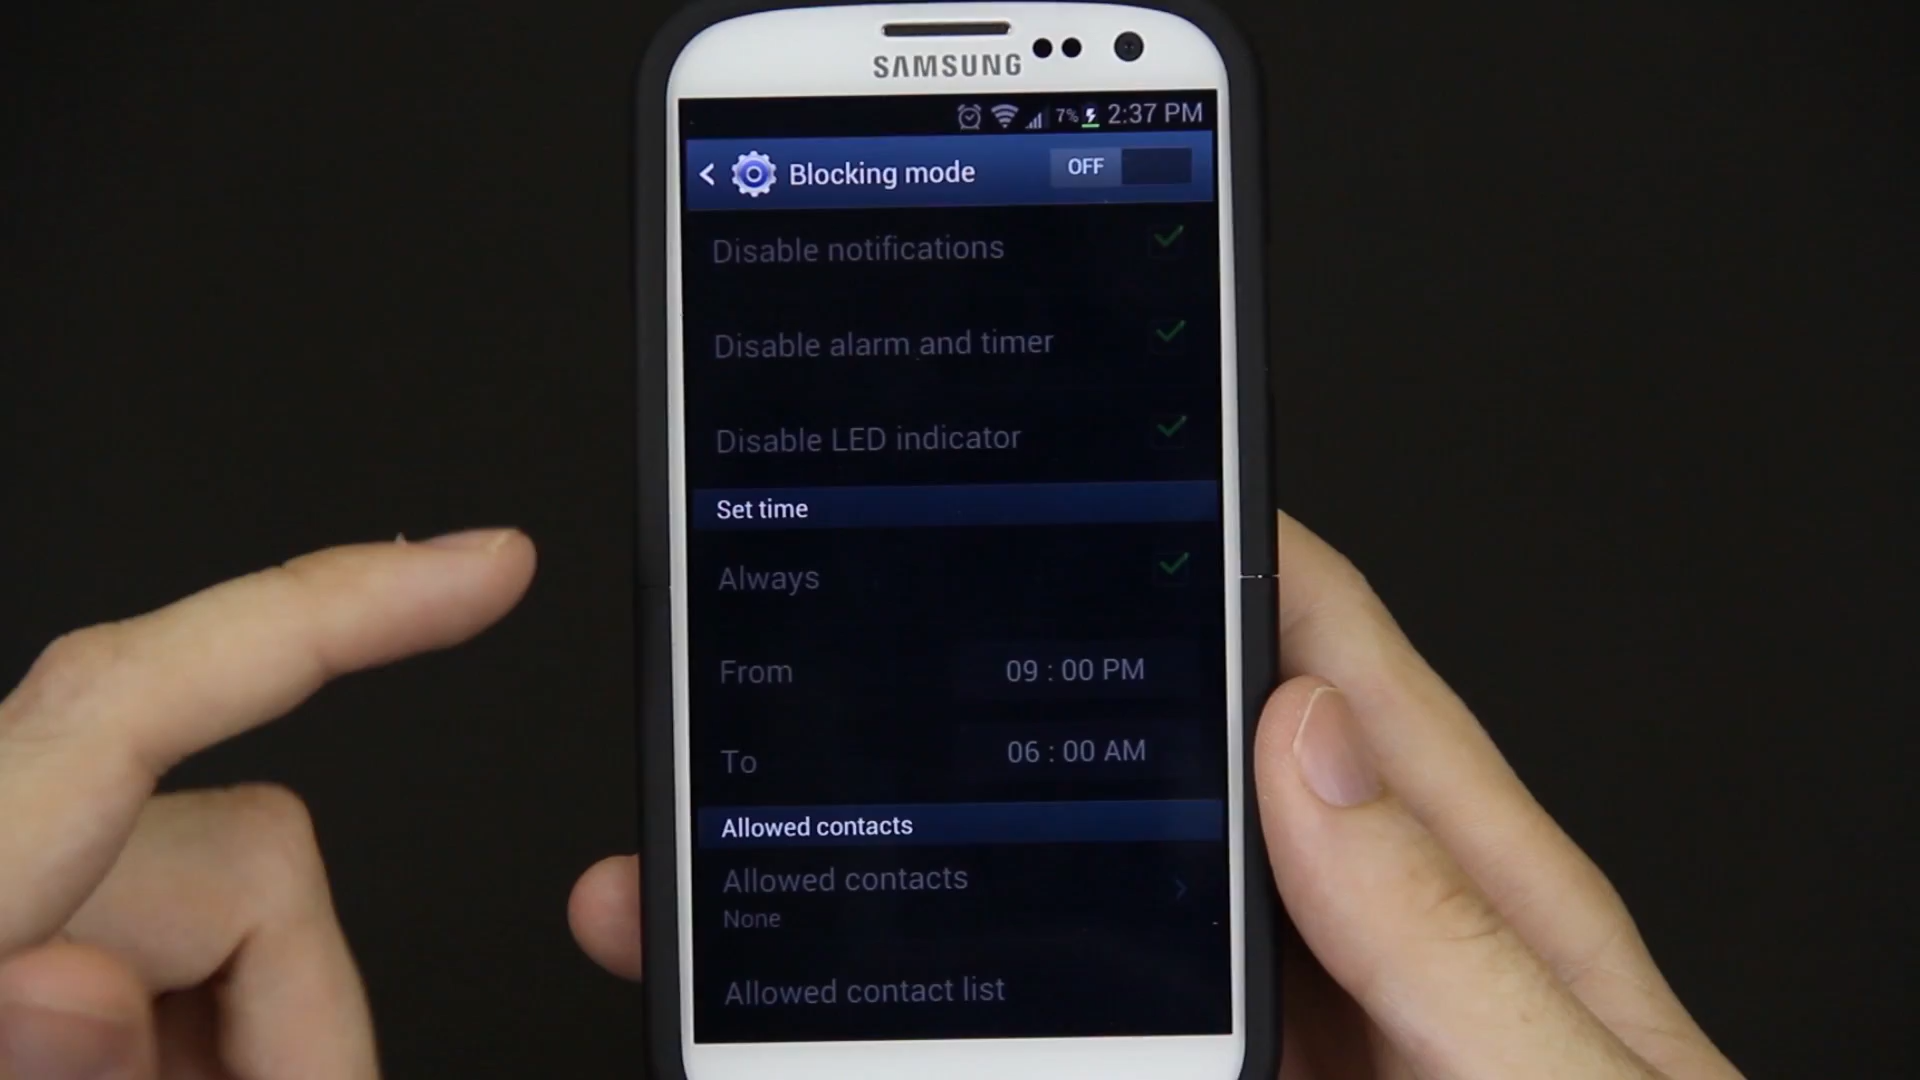 SAMSUNG
7% 2:37 PM
Blocking mode OFF
Disable notifications
Disable alarm and timer
Disable LED indicator
Set time
Always
From 09 : 00 PM
To 06 : 00 AM
Allowed contacts
Allowed contacts
None
Allowed contact list